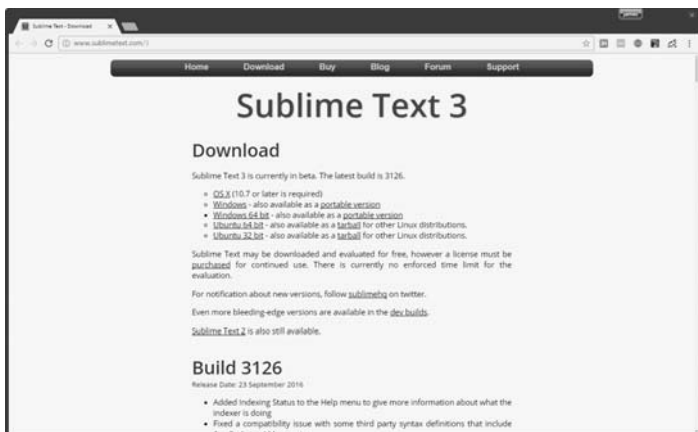 Sublime Text - Download
www.sublimetext.com/3
Home Download Buy Blog Forum Support
Sublime Text 3
Download
Sublime Text 3 is currently in beta. The latest build is 3126.
OS X (10.7 or later is required)
Windows - also available as a portable version
Windows 64 bit - also available as a portable version
Ubuntu 64 bit - also available as a tarball for other Linux distributions.
Ubuntu 32 bit - also available as a tarball for other Linux distributions.
Sublime Text may be downloaded and evaluated for free, however a license must be
purchased for continued use. There is currently no enforced time limit for the
evaluation.
For notification about new versions, follow sublimehq on twitter.
Even more bleeding-edge versions are available in the dev builds.
Sublime Text 2 is also still available.
Build 3126
Release Date: 23 September 2016
Added Indexing Status to the Help menu to give more information about what the
indexer is doing
Fixed a compatibility issue with some third party syntax definitions that include